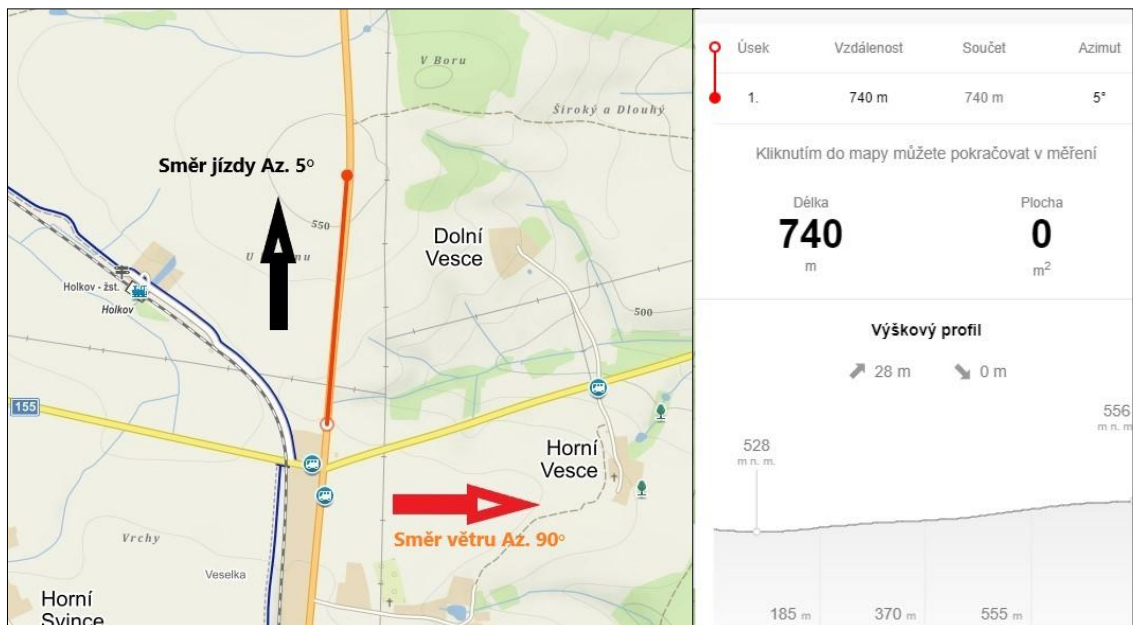 V Boru
Široký a Dlouhý
Směr jízdy Az. 5°
550
Dolní
Vesce
Holkov - žst.
Holkov
500
155
Horní
Vesce
Směr větru Az. 90°
Vrchy
Veselka
Horní
Svince
Úsek Vzdálenost Součet Azimut
1. 740 m 740 m 5°
Kliknutím do mapy můžete pokračovat v měření
Délka Plocha
740 0
m m²
Výškový profil
28 m 0 m
556
m n. m.
528
m n. m.
185 m 370 m 555 m